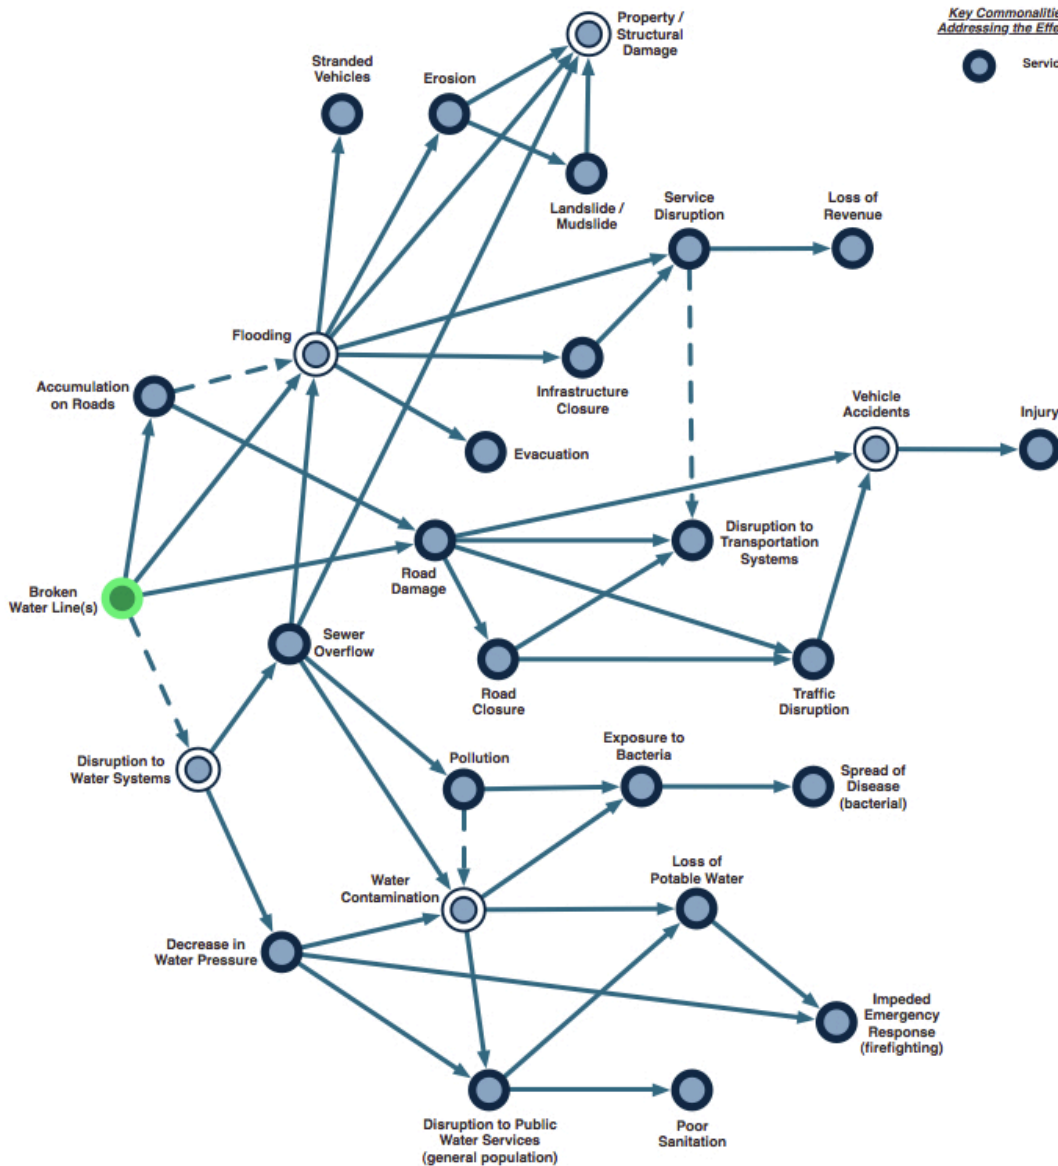 Key Commonalitie
Addressing the Effe
Servic
Property /
Structural
Damage
Stranded
Vehicles
Erosion
Landslide /
Mudslide
Service
Disruption
Loss of
Revenue
Flooding
Infrastructure
Closure
Accumulation
on Roads
Evacuation
Vehicle
Accidents
Injury
Disruption to
Transportation
Systems
Road
Damage
Broken
Water Line(s)
Sewer
Overflow
Road
Closure
Traffic
Disruption
Disruption to
Water Systems
Pollution
Exposure to
Bacteria
Spread of
Disease
(bacterial)
Water
Contamination
Loss of
Potable Water
Decrease in
Water Pressure
Impeded
Emergency
Response
(firefighting)
Disruption to Public
Water Services
(general population)
Poor
Sanitation